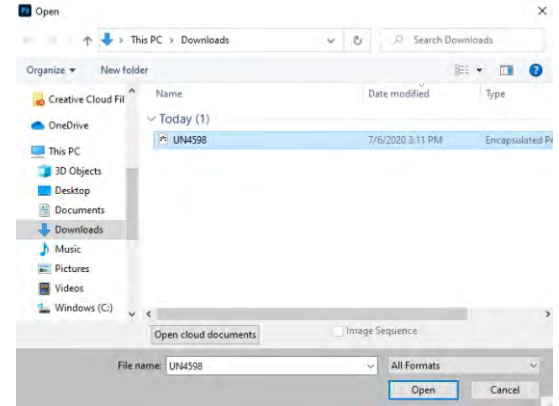 Ps Open
This PC > Downloads
Search Downloads
Organize
New folder
Name
Date modified
Type
Creative Cloud Fil
OneDrive
This PC
3D Objects
Desktop
Documents
Downloads
Music
Pictures
Videos
Windows (C:)
Today (1)
UN4598
7/6/2020 3:11 PM
Encapsulated Po
Open cloud documents
Image Sequence
File name: UN4598
All Formats
Open
Cancel